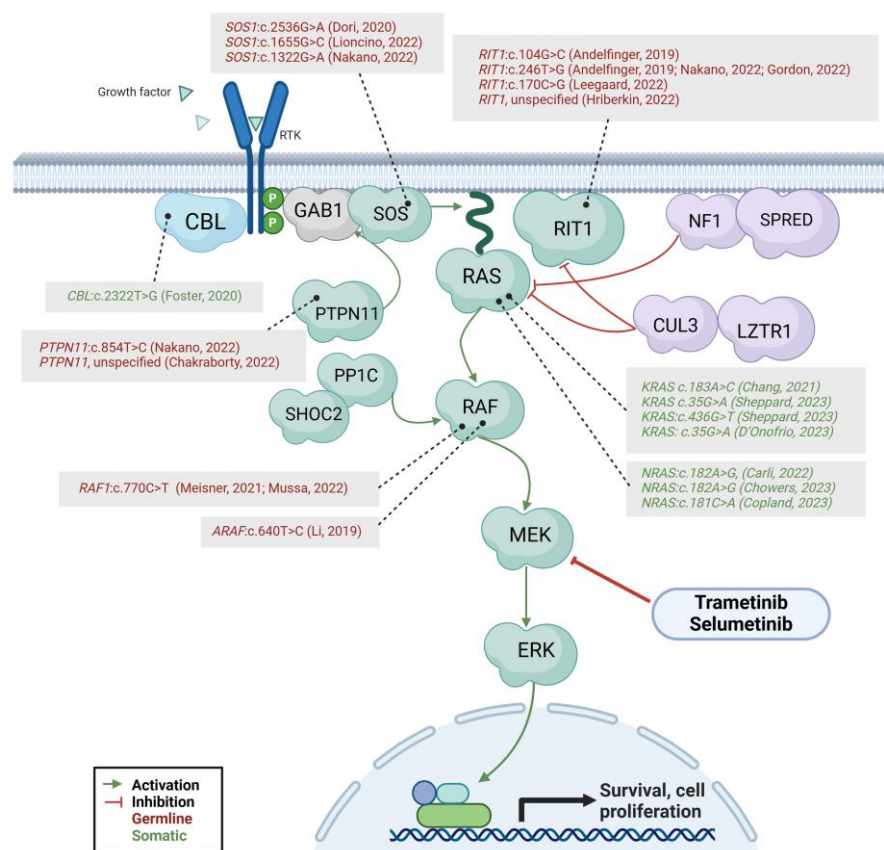 SOS1:c.2536G>A (Dori, 2020)
SOS1:c.1655G>C (Lioncino, 2022)
SOS1:c.1322G>A (Nakano, 2022)
RIT1:c.104G>C (Andelfinger, 2019)
RIT1:c.246T>G (Andelfinger, 2019; Nakano, 2022; Gordon, 2022)
RIT1:c.170C>G (Leegaard, 2022)
RIT1, unspecified (Hriberkin, 2022)
Growth factor
RTK
P
P
CBL
GAB1
SOS
RIT1
NF1
SPRED
RAS
CBL:c.2322T>G (Foster, 2020)
PTPN11
CUL3
LZTR1
PTPN11:c.854T>C (Nakano, 2022)
PTPN11, unspecified (Chakraborty, 2022)
PP1C
SHOC2
RAF
KRAS c.183A>C (Chang, 2021)
KRAS c.35G>A (Sheppard, 2023)
KRAS:c.436G>T (Sheppard, 2023)
KRAS: c.35G>A (D'Onofrio, 2023)
RAF1:c.770C>T (Meisner, 2021; Mussa, 2022)
NRAS:c.182A>G, (Carli, 2022)
NRAS:c.182A>G (Chowers, 2023)
NRAS:c.181C>A (Copland, 2023)
ARAF:c.640T>C (Li, 2019)
MEK
Trametinib
Selumetinib
ERK
Activation
Inhibition
Germline
Somatic
Survival, cell
proliferation